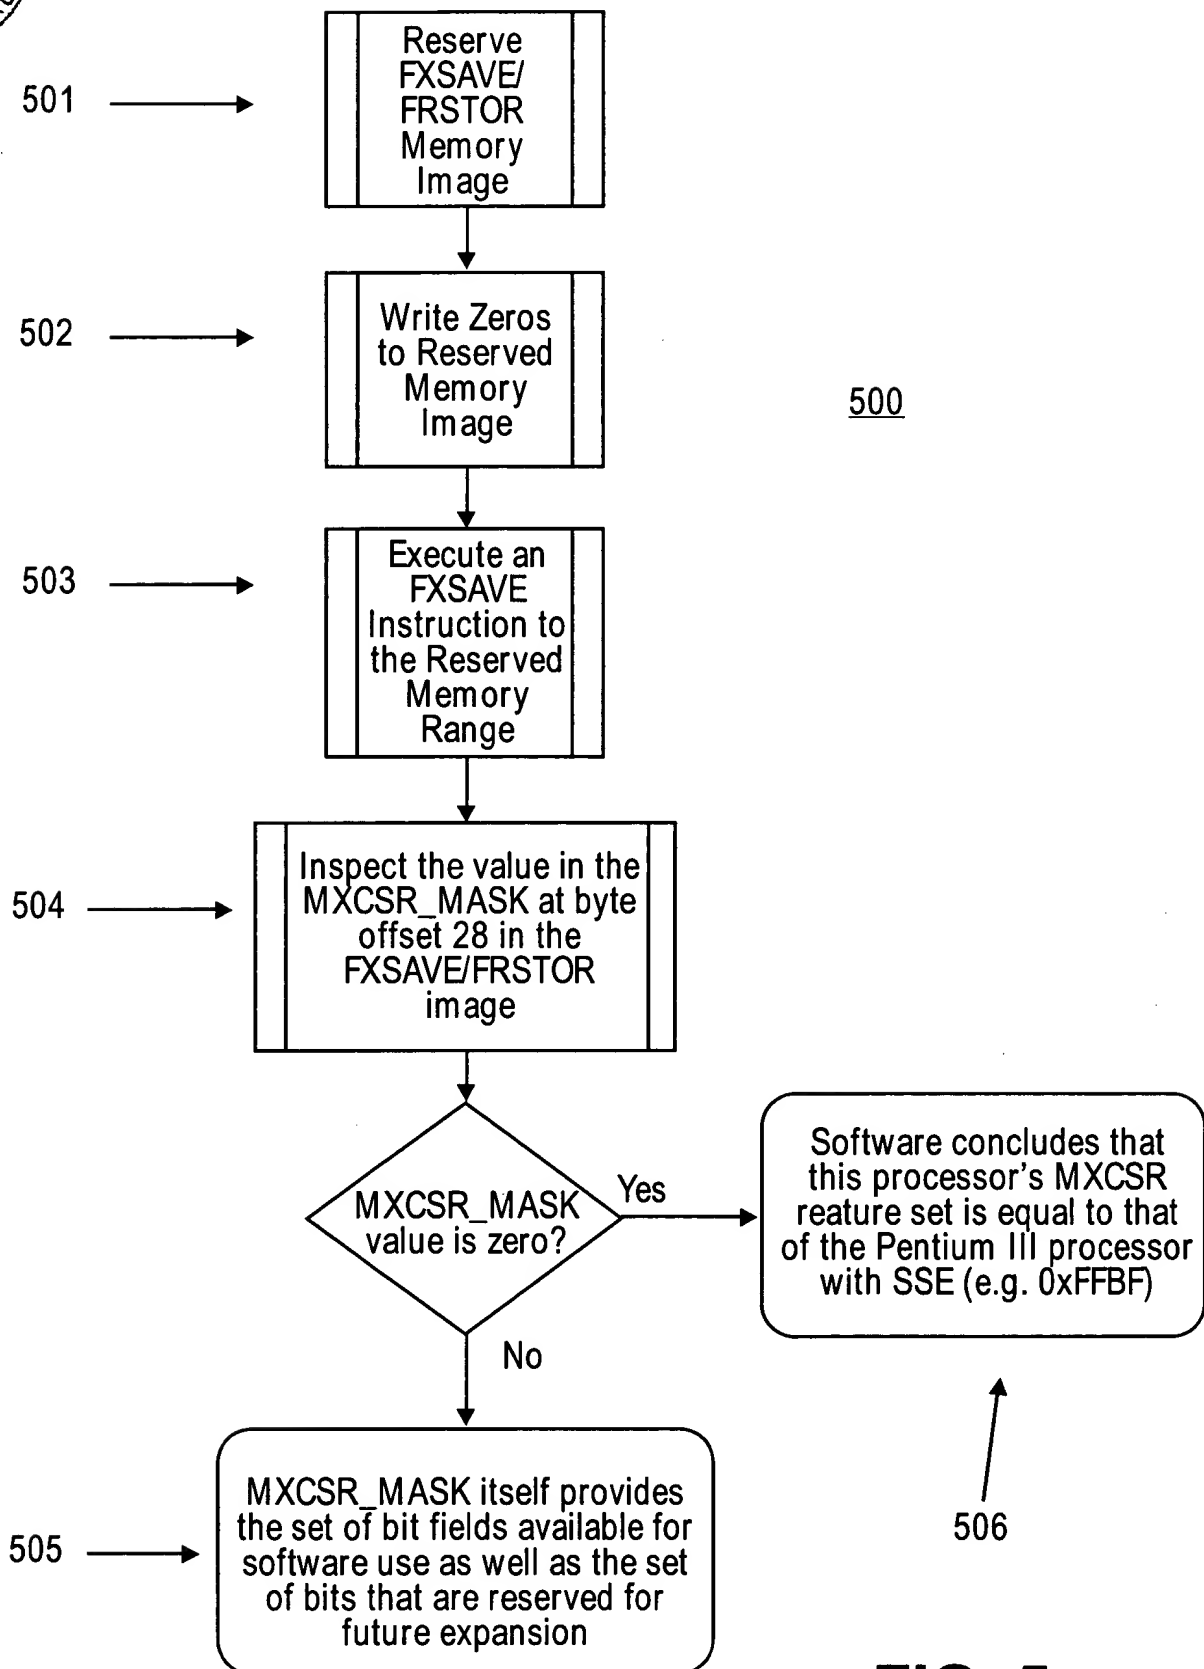 501
Reserve
FXSAVE/
FRSTOR
Memory
Image
502
Write Zeros
to Reserved
Memory
Image
500
503
Execute an
FXSAVE
Instruction to
the Reserved
Memory
Range
504
Inspect the value in the
MXCSR_MASK at byte
offset 28 in the
FXSAVE/FRSTOR
image
MXCSR_MASK
value is zero?
Yes
Software concludes that
this processor's MXCSR
reature set is equal to that
of the Pentium III processor
with SSE (e.g. 0xFFBF)
No
506
505
MXCSR_MASK itself provides
the set of bit fields available for
software use as well as the set
of bits that are reserved for
future expansion